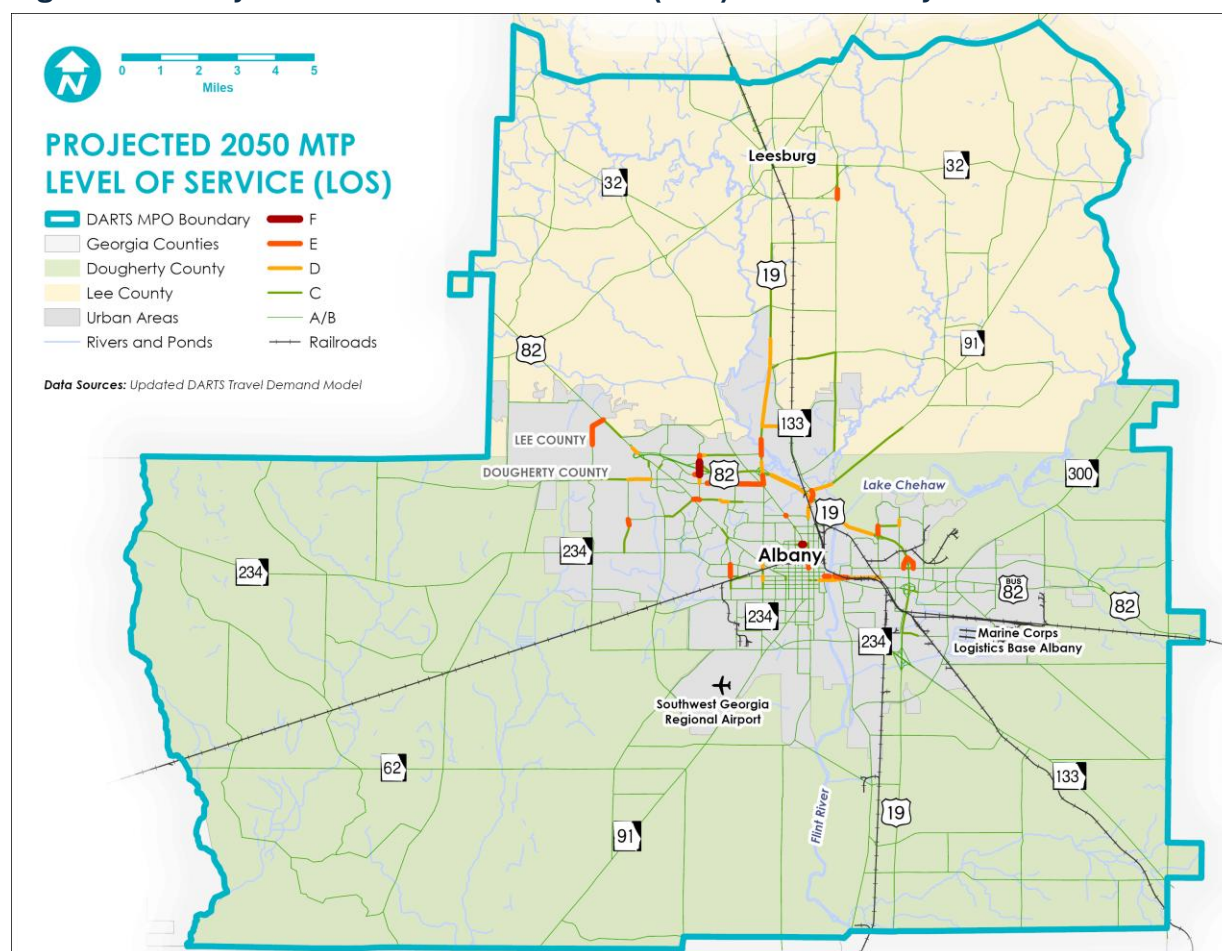 N
0 1 2 3 4 5
Miles
PROJECTED 2050 MTP
LEVEL OF SERVICE (LOS)
DARTS MPO Boundary
Georgia Counties
Dougherty County
Lee County
Urban Areas
Rivers and Ponds
F
E
D
C
A/B
Railroads
Data Sources: Updated DARTS Travel Demand Model
Leesburg
32
32
19
82
91
133
LEE COUNTY
DOUGHERTY COUNTY
82
300
Lake Chehaw
19
Albany
234
234
BUS
82
82
234
234
Marine Corps
Logistics Base Albany
Southwest Georgia
Regional Airport
62
133
Flint River
19
91